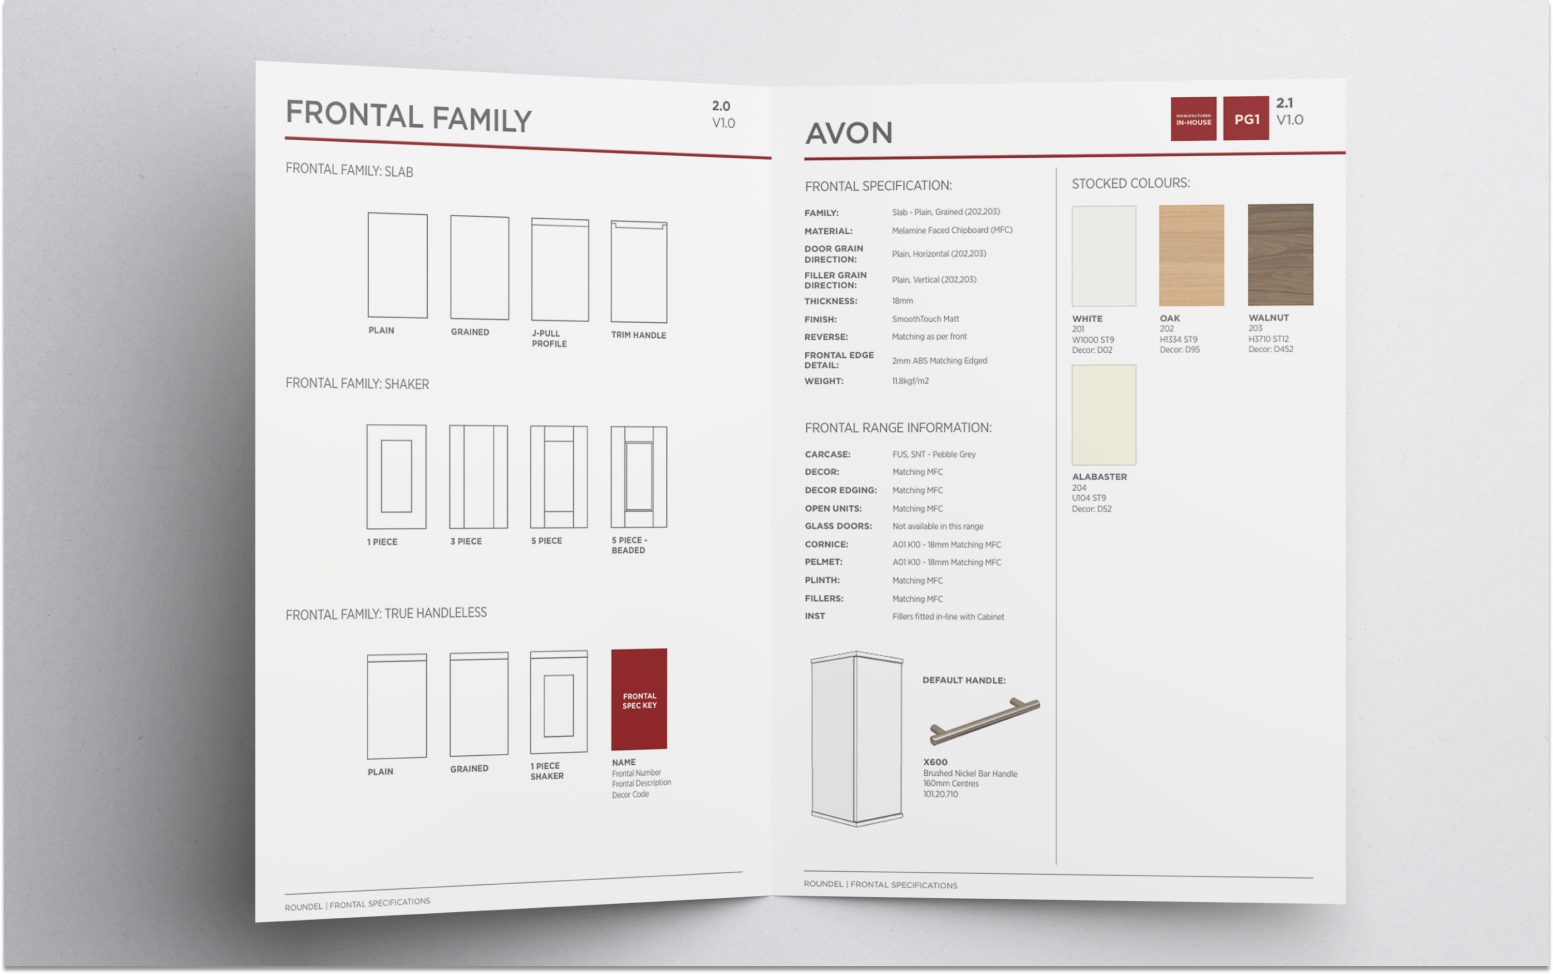 FRONTAL FAMILY
2.0
V1.0
FRONTAL FAMILY: SLAB
PLAIN
GRAINED
J-PULL
PROFILE
TRIM HANDLE
FRONTAL FAMILY: SHAKER
1 PIECE
3 PIECE
5 PIECE
5 PIECE -
BEADED
FRONTAL FAMILY: TRUE HANDLELESS
PLAIN
GRAINED
1 PIECE
SHAKER
FRONTAL
SPEC KEY
NAME
Frontal Number
Frontal Description
Decor Code
ROUNDEL | FRONTAL SPECIFICATIONS
AVON
MANUFACTURED
IN-HOUSE
PG1
2.1
V1.0
FRONTAL SPECIFICATION:
FAMILY: Slab - Plain, Grained (202,203)
MATERIAL: Melamine Faced Chipboard (MFC)
DOOR GRAIN
DIRECTION: Plain, Horizontal (202,203)
FILLER GRAIN
DIRECTION: Plain, Vertical (202,203)
THICKNESS: 18mm
FINISH: SmoothTouch Matt
REVERSE: Matching as per front
FRONTAL EDGE
DETAIL: 2mm ABS Matching Edged
WEIGHT: 11.8kgf/m2
FRONTAL RANGE INFORMATION:
CARCASE: FUS, SNT - Pebble Grey
DECOR: Matching MFC
DECOR EDGING: Matching MFC
OPEN UNITS: Matching MFC
GLASS DOORS: Not available in this range
CORNICE: A01 K10 - 18mm Matching MFC
PELMET: A01 K10 - 18mm Matching MFC
PLINTH: Matching MFC
FILLERS: Matching MFC
INST Fillers fitted in-line with Cabinet
DEFAULT HANDLE:
X600
Brushed Nickel Bar Handle
160mm Centres
101.20.710
STOCKED COLOURS:
WHITE
201
W1000 ST9
Decor: D02
OAK
202
H1334 ST9
Decor: D95
WALNUT
203
H3710 ST12
Decor: D452
ALABASTER
204
U104 ST9
Decor: D52
ROUNDEL | FRONTAL SPECIFICATIONS